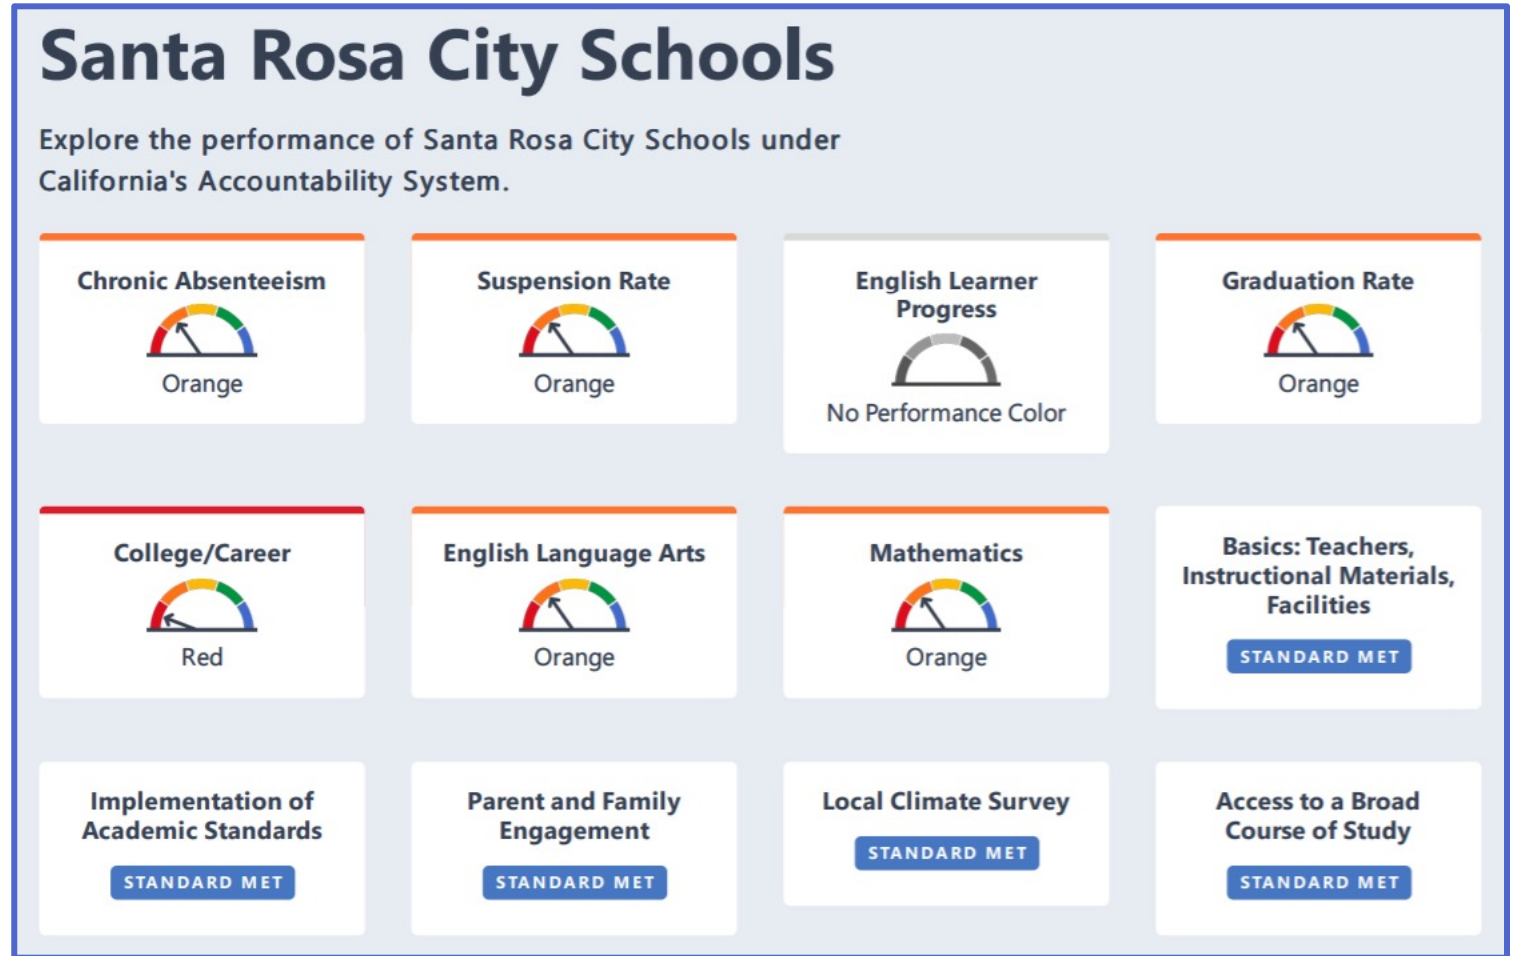 Santa Rosa City Schools
Explore the performance of Santa Rosa City Schools under
California's Accountability System.
Chronic Absenteeism
Orange
Suspension Rate
Orange
English Learner
Progress
No Performance Color
Graduation Rate
Orange
College/Career
Red
English Language Arts
Orange
Mathematics
Orange
Basics: Teachers,
Instructional Materials,
Facilities
STANDARD MET
Implementation of
Academic Standards
STANDARD MET
Parent and Family
Engagement
STANDARD MET
Local Climate Survey
STANDARD MET
Access to a Broad
Course of Study
STANDARD MET